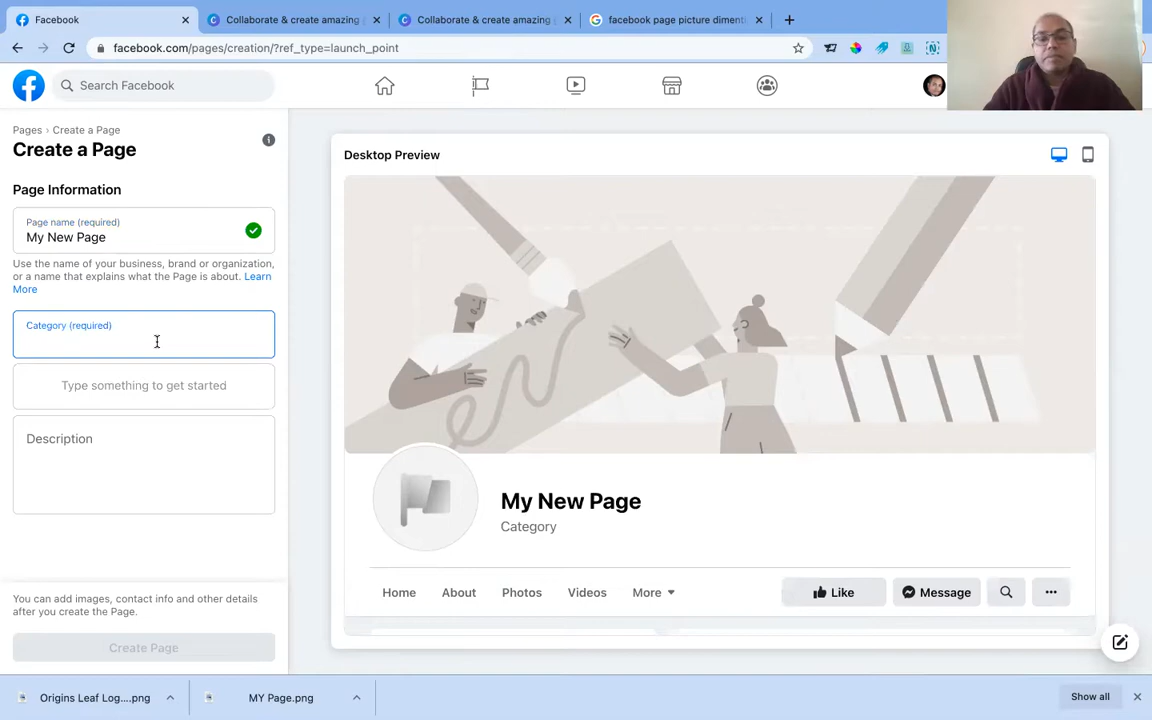 Facebook
Collaborate & create amazing
Collaborate & create amazing
facebook page picture dimenti
facebook.com/pages/creation/?ref_type=launch_point
Search Facebook
Pages › Create a Page
Create a Page
Page Information
Page name (required)
My New Page
Use the name of your business, brand or organization,
or a name that explains what the Page is about. Learn
More
Category (required)
Type something to get started
Description
You can add images, contact info and other details
after you create the Page.
Create Page
Desktop Preview
My New Page
Category
Home About Photos Videos More
Like Message
Origins Leaf Log....png
MY Page.png
Show all